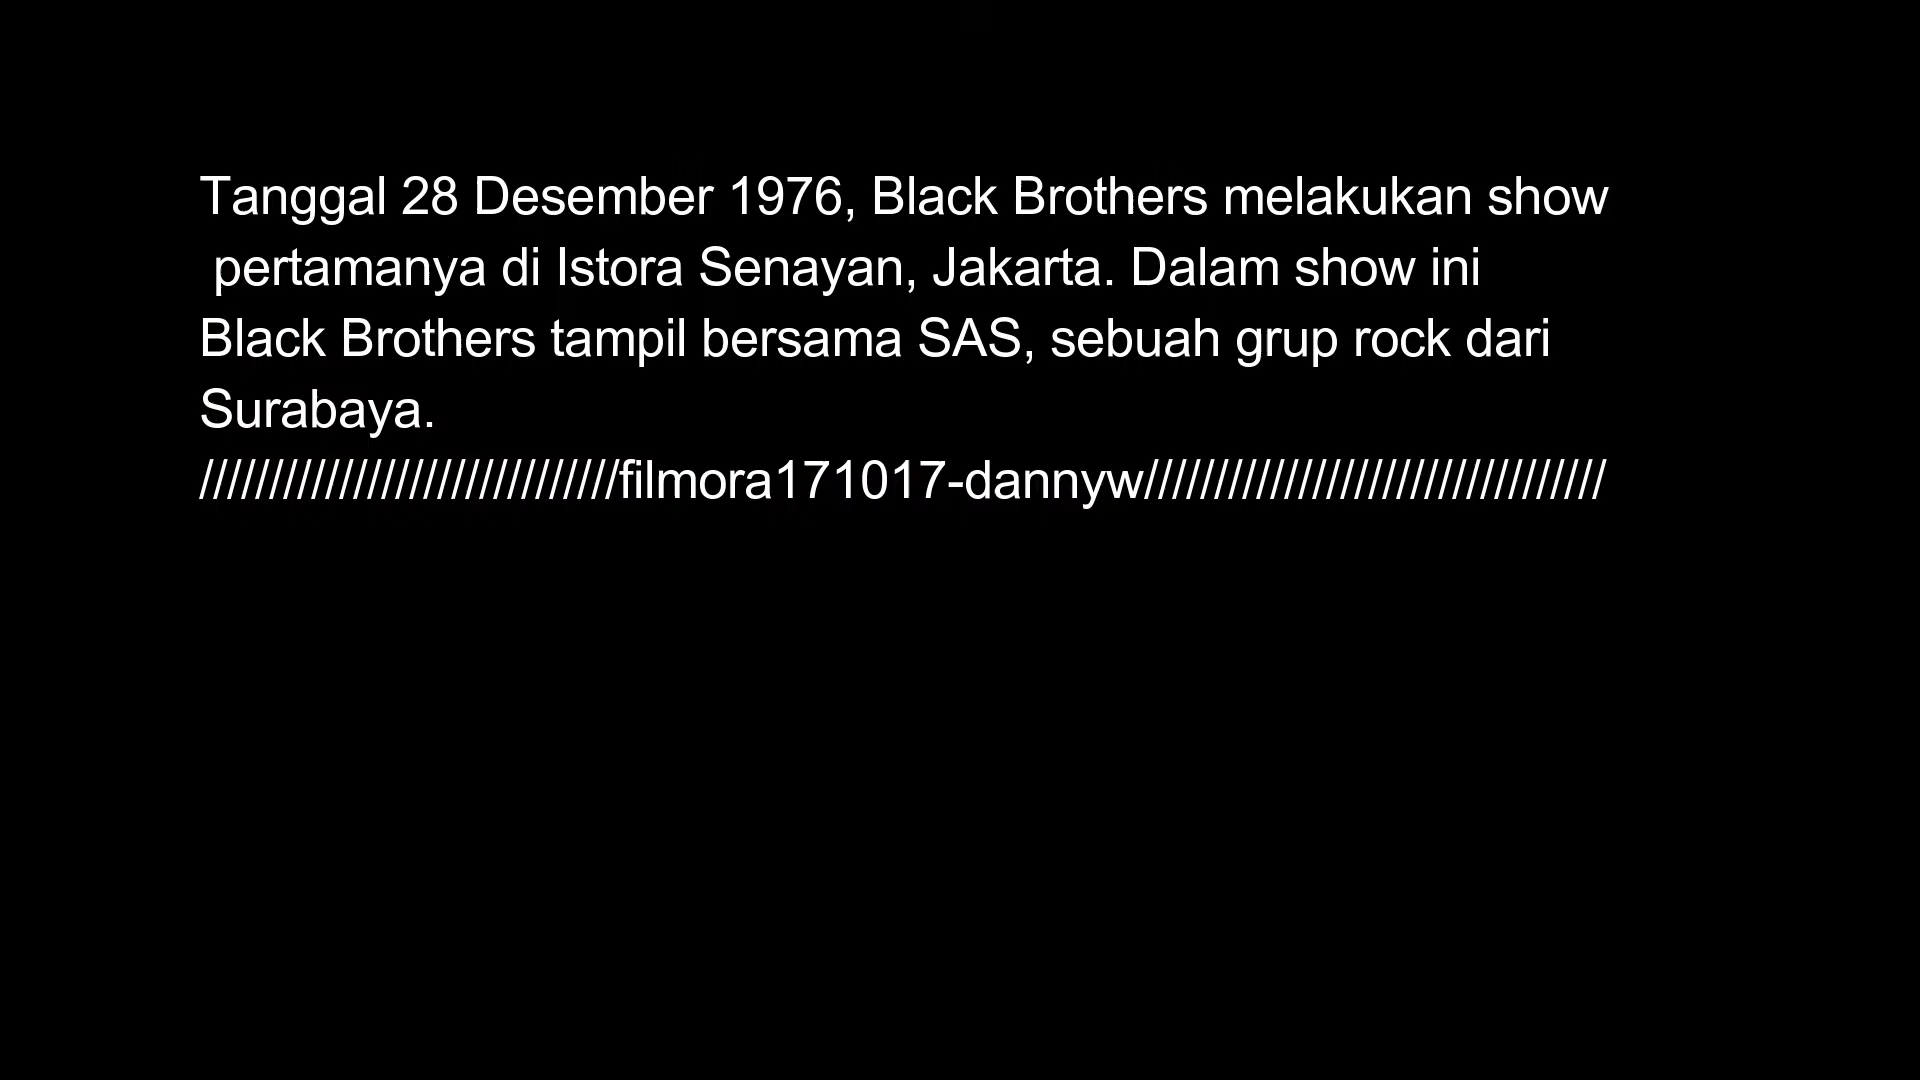 Tanggal 28 Desember 1976, Black Brothers melakukan show
pertamanya di Istora Senayan, Jakarta. Dalam show ini
Black Brothers tampil bersama SAS, sebuah grup rock dari
Surabaya.
//////////////////////////////filmora171017-dannyw/////////////////////////////////